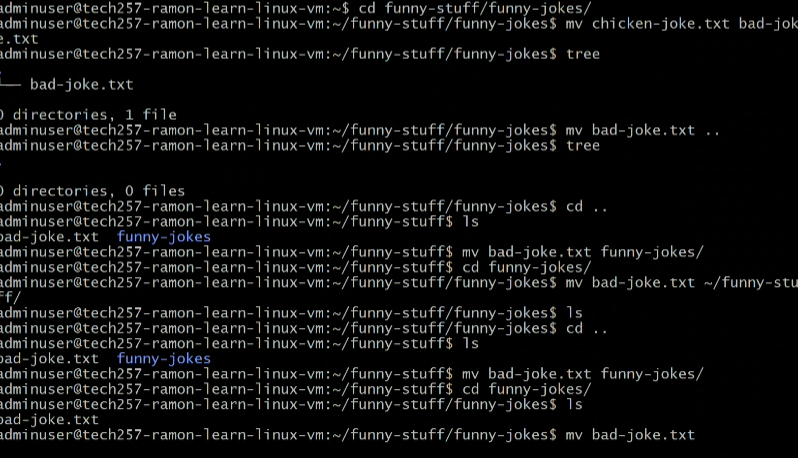 adminuser@tech257-ramon-learn-linux-vm:~$ cd funny-stuff/funny-jokes/
adminuser@tech257-ramon-learn-linux-vm:~/funny-stuff/funny-jokes$ mv chicken-joke.txt bad-jok
e.txt
adminuser@tech257-ramon-learn-linux-vm:~/funny-stuff/funny-jokes$ tree
.
└── bad-joke.txt
0 directories, 1 file
adminuser@tech257-ramon-learn-linux-vm:~/funny-stuff/funny-jokes$ mv bad-joke.txt ..
adminuser@tech257-ramon-learn-linux-vm:~/funny-stuff/funny-jokes$ tree
.
0 directories, 0 files
adminuser@tech257-ramon-learn-linux-vm:~/funny-stuff/funny-jokes$ cd ..
adminuser@tech257-ramon-learn-linux-vm:~/funny-stuff$ ls
bad-joke.txt  funny-jokes
adminuser@tech257-ramon-learn-linux-vm:~/funny-stuff$ mv bad-joke.txt funny-jokes/
adminuser@tech257-ramon-learn-linux-vm:~/funny-stuff$ cd funny-jokes/
adminuser@tech257-ramon-learn-linux-vm:~/funny-stuff/funny-jokes$ mv bad-joke.txt ~/funny-stu
ff/
adminuser@tech257-ramon-learn-linux-vm:~/funny-stuff/funny-jokes$ ls
adminuser@tech257-ramon-learn-linux-vm:~/funny-stuff/funny-jokes$ cd ..
adminuser@tech257-ramon-learn-linux-vm:~/funny-stuff$ ls
bad-joke.txt  funny-jokes
adminuser@tech257-ramon-learn-linux-vm:~/funny-stuff$ mv bad-joke.txt funny-jokes/
adminuser@tech257-ramon-learn-linux-vm:~/funny-stuff$ cd funny-jokes/
adminuser@tech257-ramon-learn-linux-vm:~/funny-stuff/funny-jokes$ ls
bad-joke.txt
adminuser@tech257-ramon-learn-linux-vm:~/funny-stuff/funny-jokes$ mv bad-joke.txt